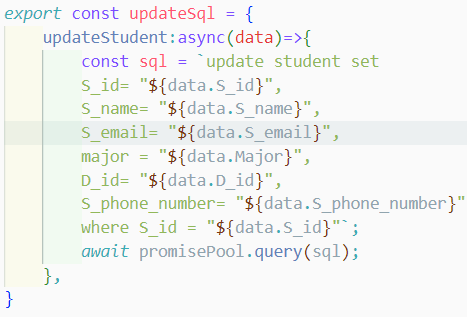 export const updateSql = {
    updateStudent:async(data)=>{
        const sql = `update student set
        S_id= "${data.S_id}",
        S_name= "${data.S_name}",
        S_email= "${data.S_email}",
        major = "${data.Major}",
        D_id= "${data.D_id}",
        S_phone_number= "${data.S_phone_number}"
        where S_id = "${data.S_id}"`;
        await promisePool.query(sql);
    },
}